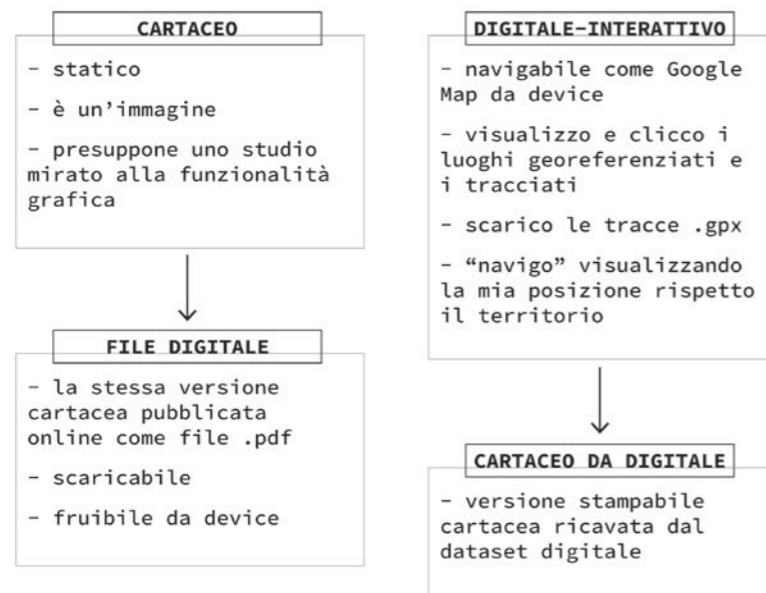 CARTACEO
- statico
- è un'immagine
- presuppone uno studio
mirato alla funzionalità
grafica
FILE DIGITALE
- la stessa versione
cartacea pubblicata
online come file .pdf
- scaricabile
- fruibile da device
DIGITALE-INTERATTIVO
- navigabile come Google
Map da device
- visualizzo e clicco i
luoghi georeferenziati e
i tracciati
- scarico le tracce .gpx
- “navigo” visualizzando
la mia posizione rispetto
il territorio
CARTACEO DA DIGITALE
- versione stampabile
cartacea ricavata dal
dataset digitale